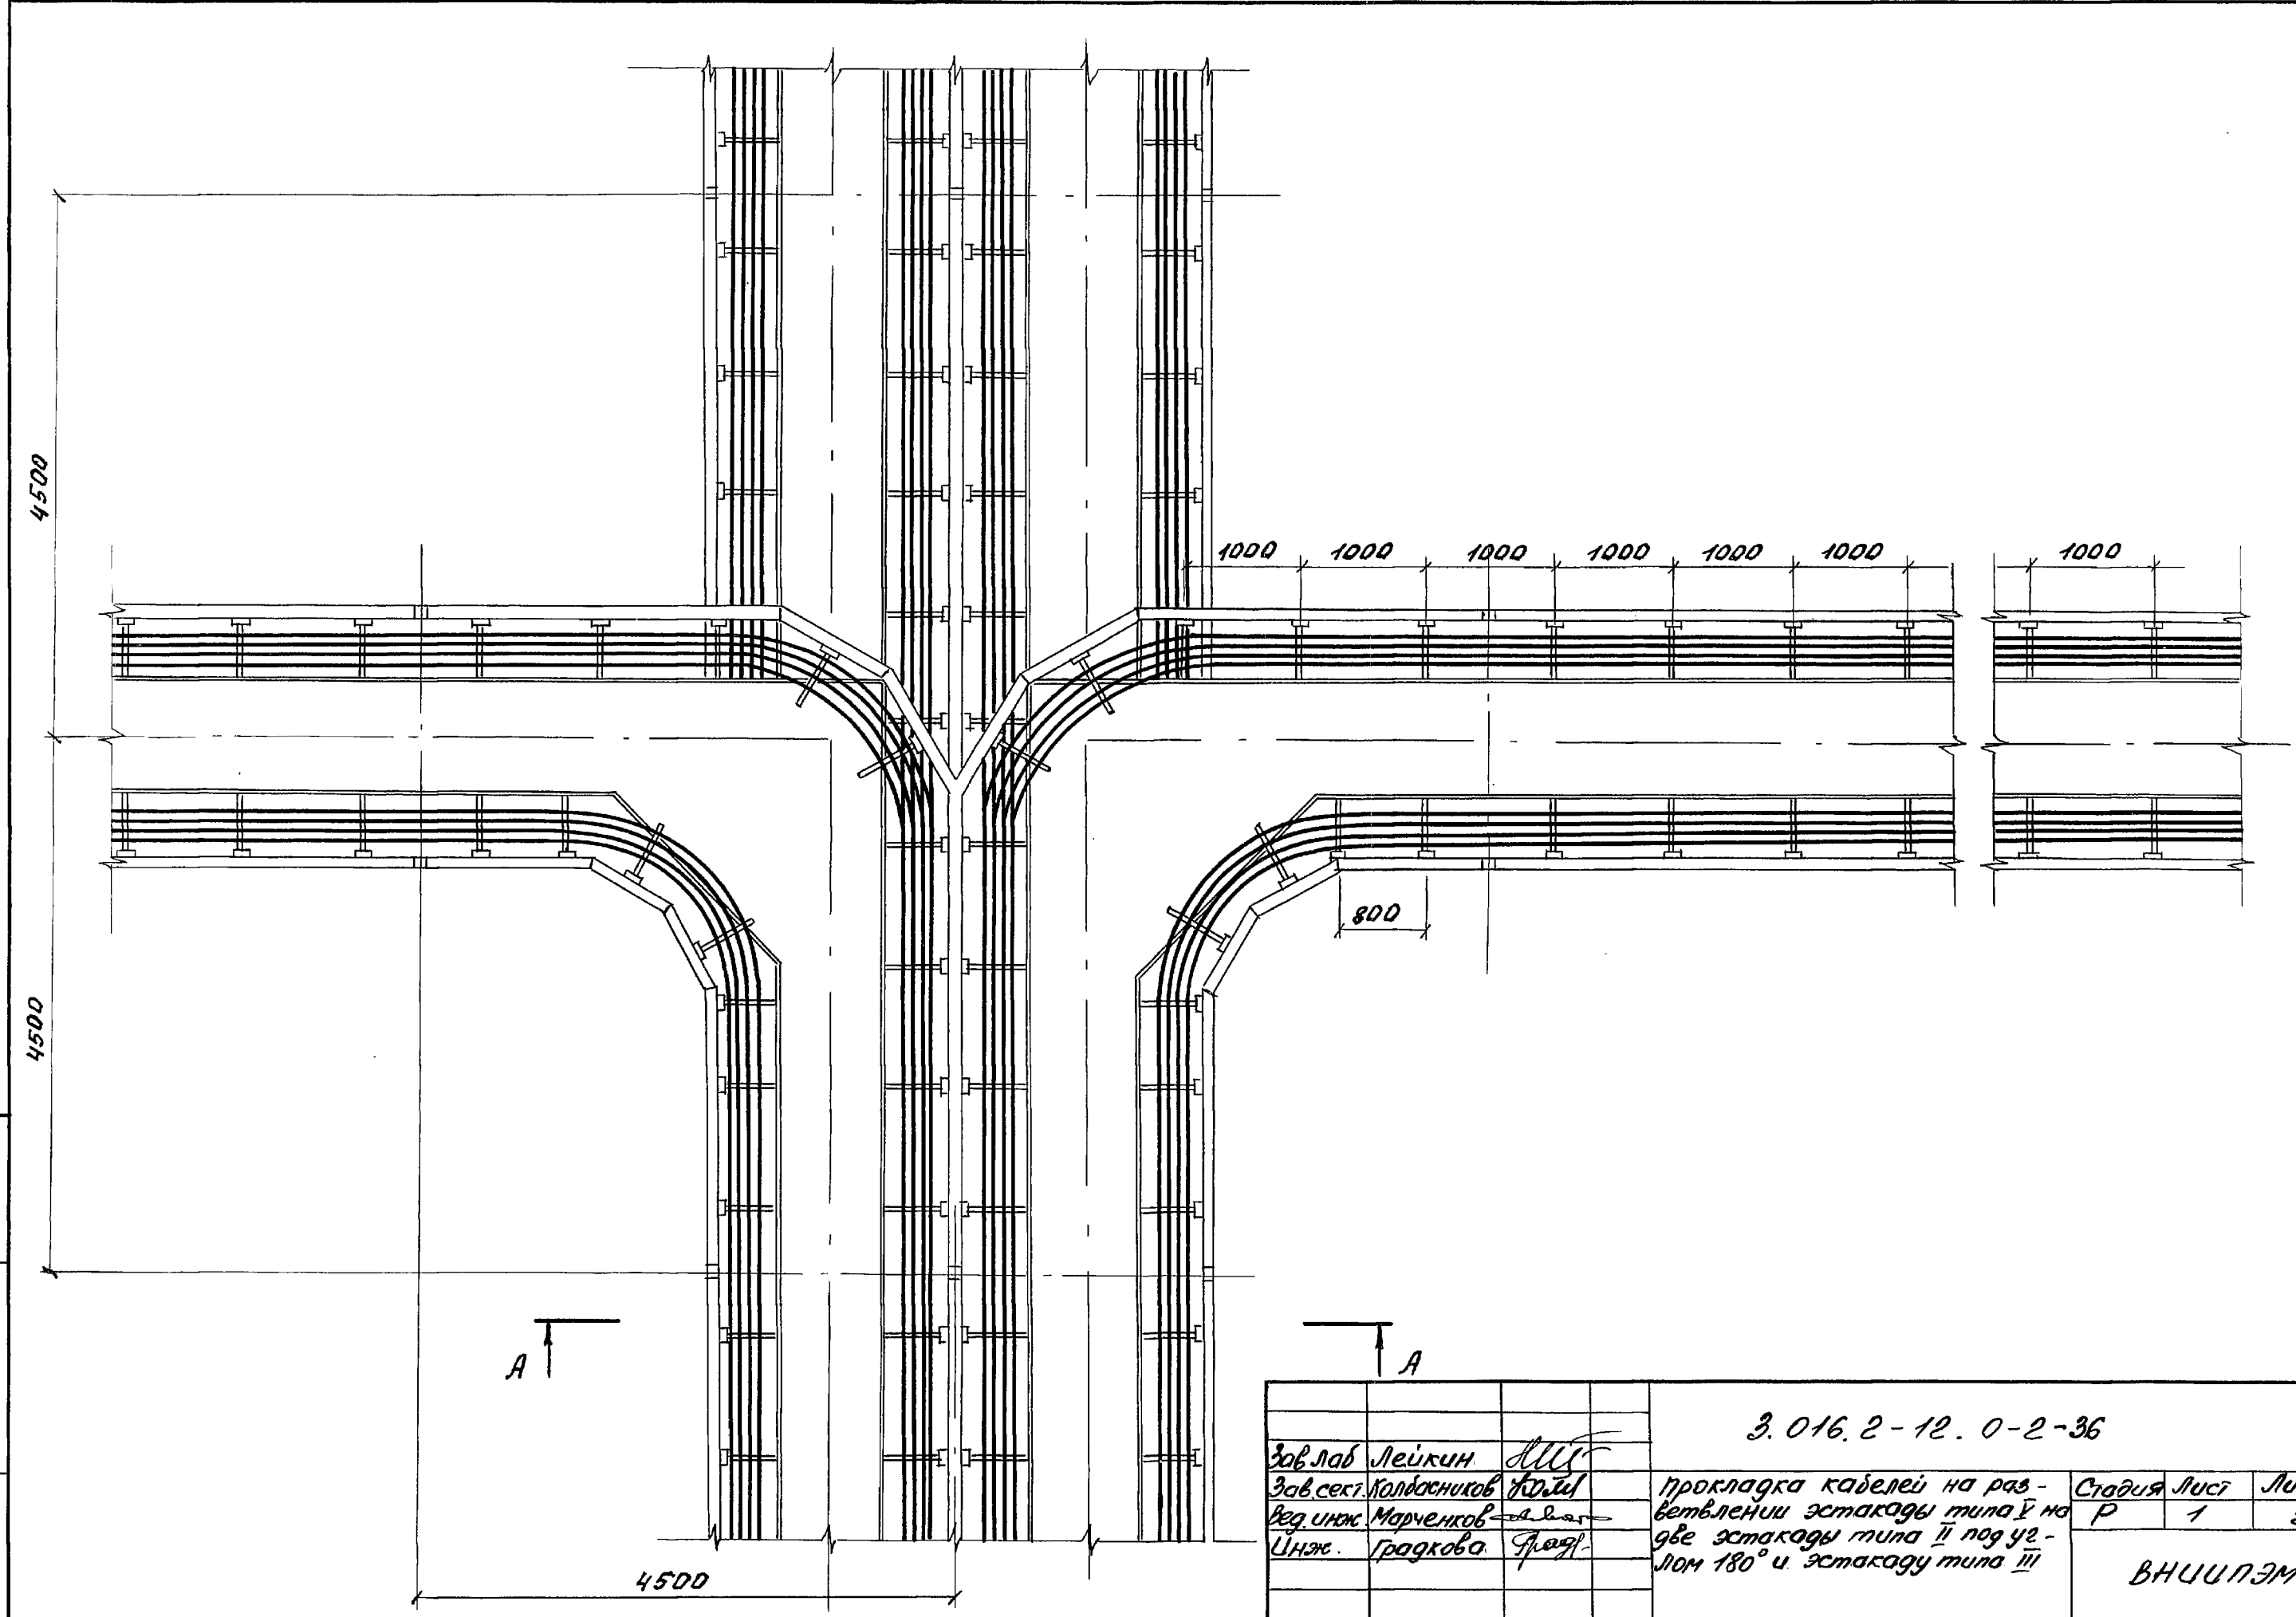 4500
1000 1000 1000 1000 1000 1000 1000
800
4500
А А
4500
3.016.2-12.0-2-36
Зав лаб Лейкин
Зав. сект. Колбасников
Вед. инж. Марченков
Инж. Градкова
прокладка кабелей на раз-
ветвлении эстакады типа V на
две эстакады типа II под уг-
лом 180° и эстакаду типа III
Стадия Лист
Р 1
ВНИИПЭМ